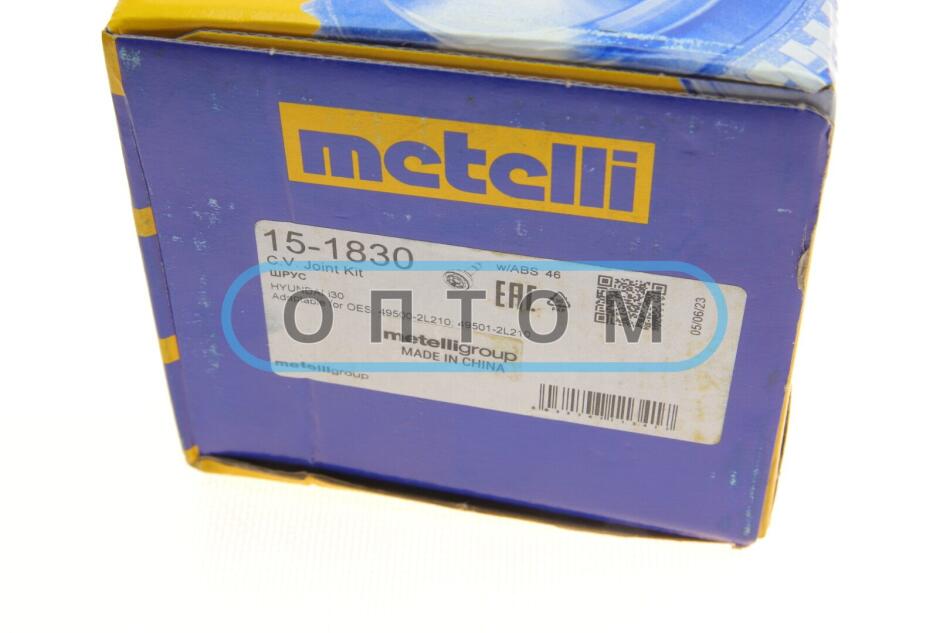 metelli
15-1830
C.V. Joint Kit
ШРУС
w/ABS 46
EAC
HYUNDAI i30
Adaptable for OES: 49500-2L210; 49501-2L210
05/06/23
ОПТОМ
metelligroup
MADE IN CHINA
metelligroup